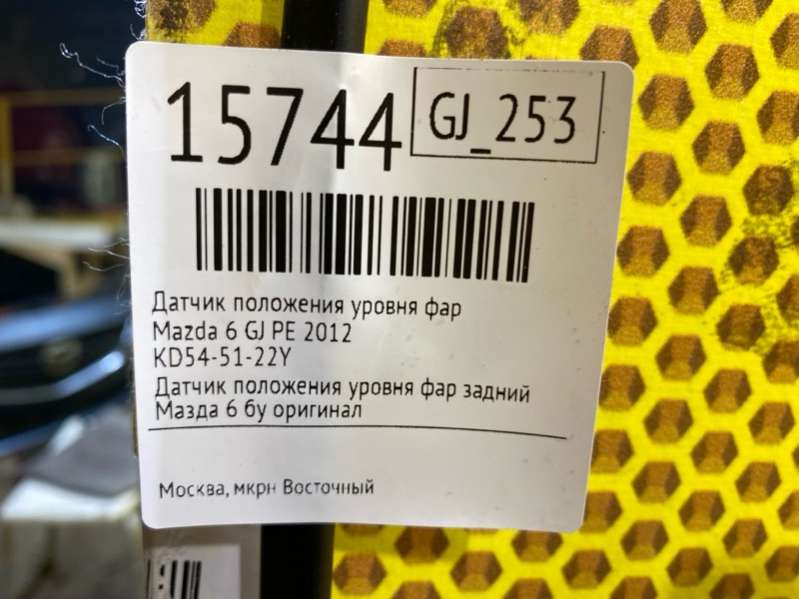 15744
GJ_253
Датчик положения уровня фар
Mazda 6 GJ PE 2012
KD54-51-22Y
Датчик положения уровня фар задний
Мазда 6 бу оригинал
Москва, мкрн Восточный